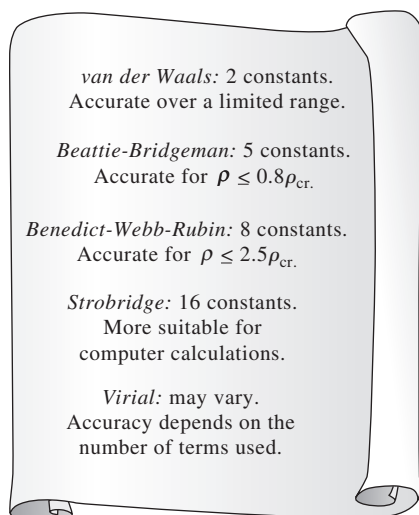 van der Waals: 2 constants.
Accurate over a limited range.
Beattie-Bridgeman: 5 constants.
Accurate for ρ ≤ 0.8ρcr.
Benedict-Webb-Rubin: 8 constants.
Accurate for ρ ≤ 2.5ρcr.
Strobridge: 16 constants.
More suitable for
computer calculations.
Virial: may vary.
Accuracy depends on the
number of terms used.